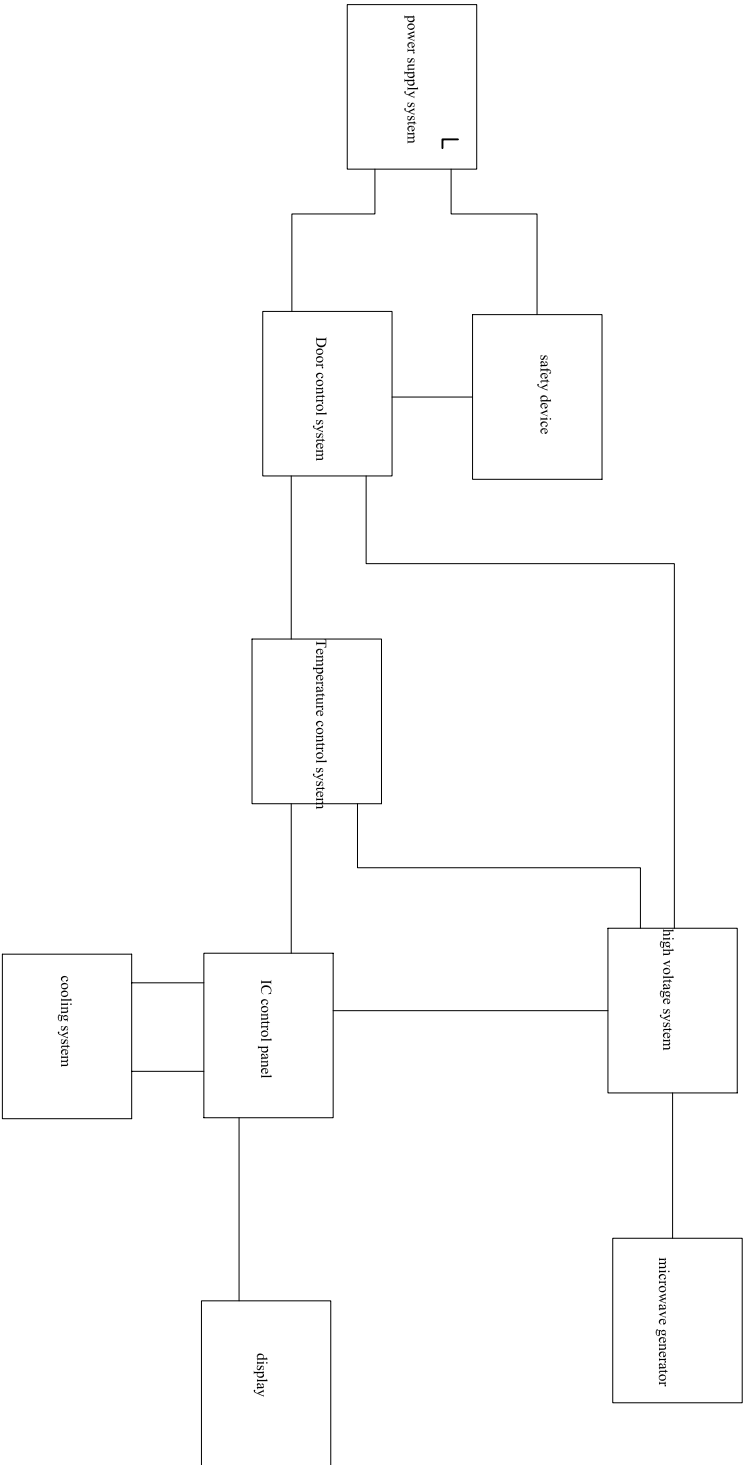 power supply system
L
Door control system
safety device
Temperature control system
high voltage system
cooling system
IC control panel
microwave generator
display